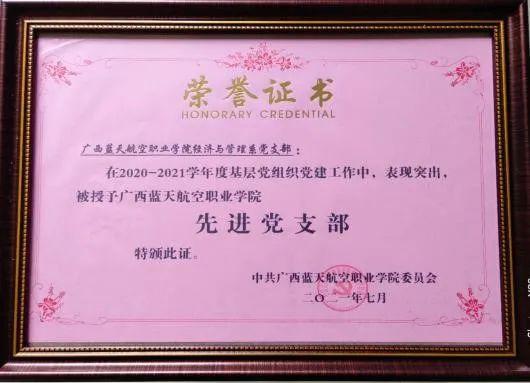 荣誉证书
HONORARY CREDENTIAL
广西蓝天航空职业学院经济与管理系党支部：
在2020-2021学年度基层党组织党建工作中，表现突出，
被授予广西蓝天航空职业学院
先进党支部
特颁此证。
中共广西蓝天航空职业学院委员会
二〇二一年七月